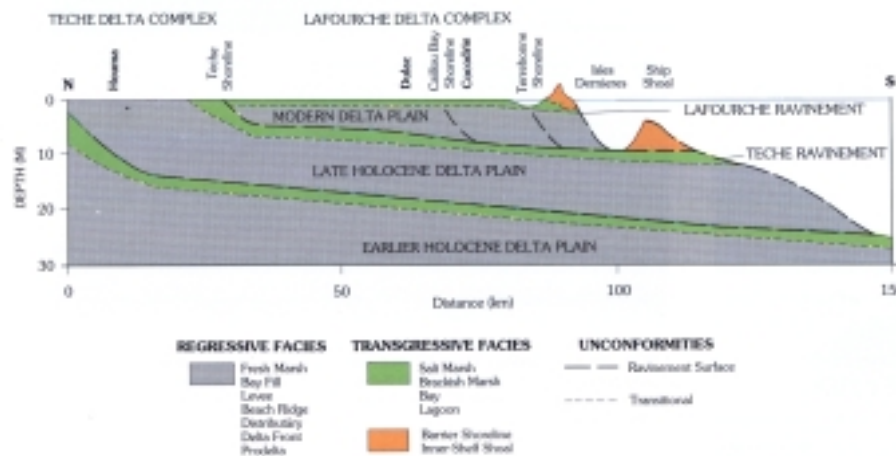 TECHE DELTA COMPLEX
LAFOURCHE DELTA COMPLEX
N
Houma
Teche
Shoreline
Dulac
Caillou Bay
Shoreline
Cocodrie
Terrebonne
Shoreline
Isles
Dernieres
Ship
Shoal
S
0
10
20
30
DEPTH (M)
MODERN DELTA PLAIN
LAFOURCHE RAVINEMENT
TECHE RAVINEMENT
LATE HOLOCENE DELTA PLAIN
EARLIER HOLOCENE DELTA PLAIN
0
50
100
15
Distance (km)
REGRESSIVE FACIES
Fresh Marsh
Bay Fill
Levee
Beach Ridge
Distributary
Delta Front
Prodelta
TRANSGRESSIVE FACIES
Salt Marsh
Brackish Marsh
Bay
Lagoon
Barrier Shoreline
Inner-Shelf Shoal
UNCONFORMITIES
Ravinement Surface
Transitional